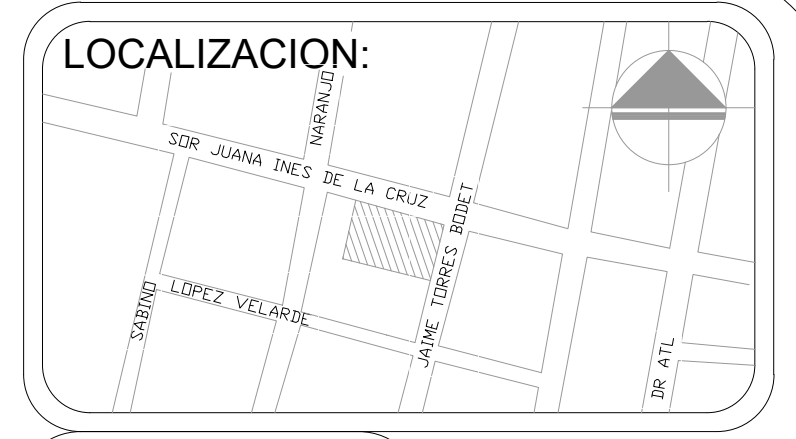 LOCALIZACION:
NARANJO
SOR JUANA INES DE LA CRUZ
JAIME TORRES BODET
SABINO
LOPEZ VELARDE
DR ATL